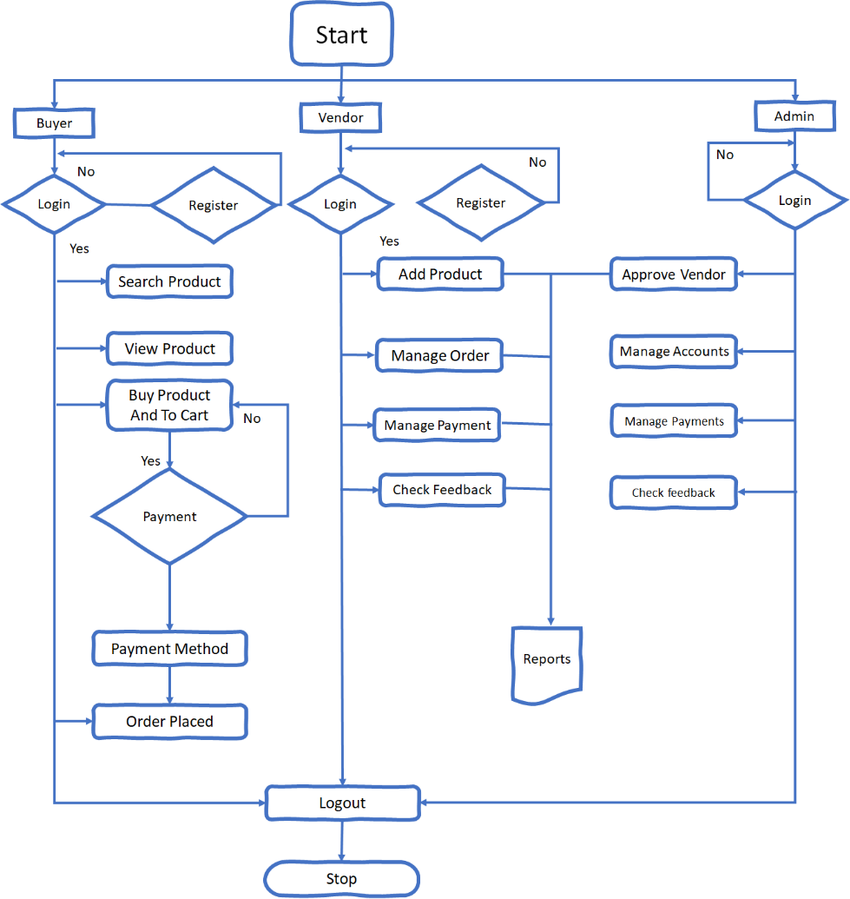 Start
Buyer
Vendor
Admin
No
No
No
Login
Register
Login
Register
Login
Yes
Yes
Search Product
Add Product
Approve Vendor
View Product
Manage Order
Manage Accounts
Buy Product
And To Cart
No
Manage Payment
Manage Payments
Yes
Check Feedback
Check feedback
Payment
Payment Method
Reports
Order Placed
Logout
Stop